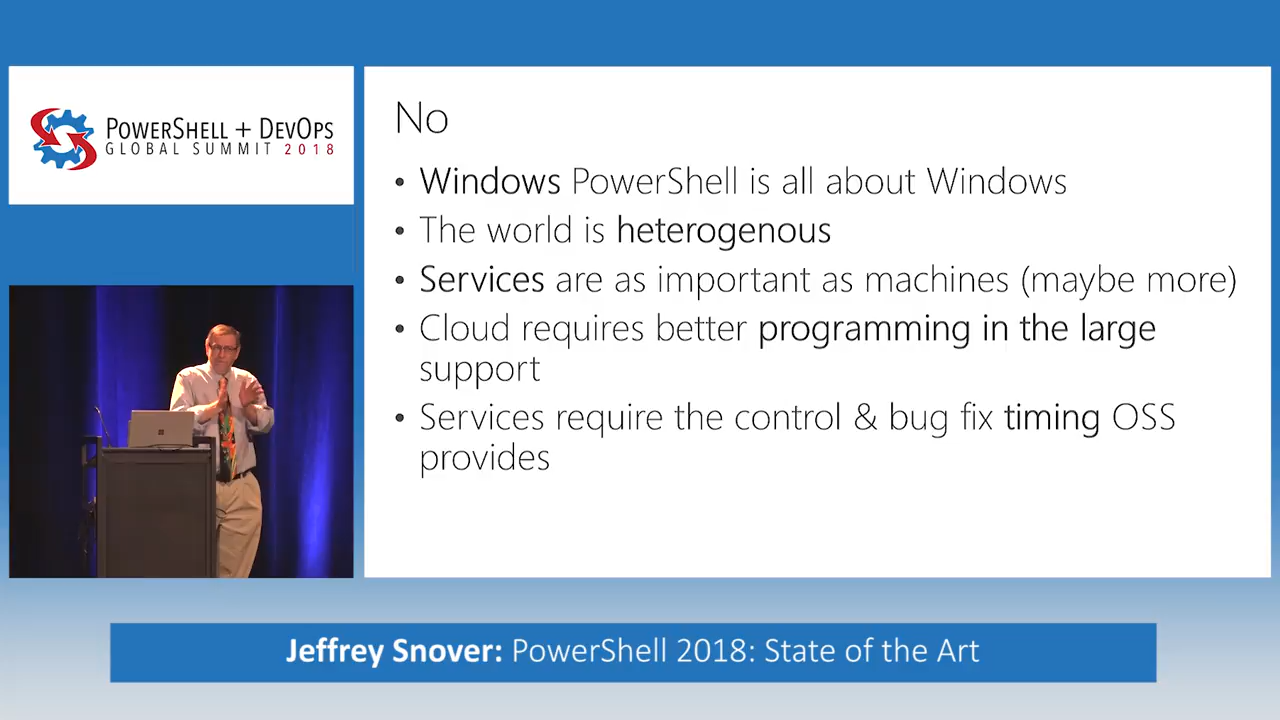 POWERSHELL + DEVOPS
GLOBAL SUMMIT 2018
No
• Windows PowerShell is all about Windows
• The world is heterogenous
• Services are as important as machines (maybe more)
• Cloud requires better programming in the large
support
• Services require the control & bug fix timing OSS
provides
Jeffrey Snover: PowerShell 2018: State of the Art